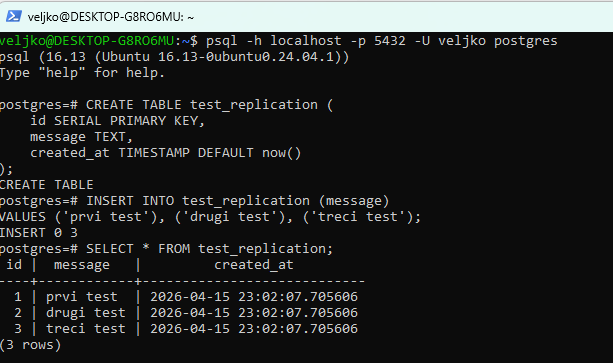 veljko@DESKTOP-G8RO6MU: ~
veljko@DESKTOP-G8RO6MU:~$ psql -h localhost -p 5432 -U veljko postgres
psql (16.13 (Ubuntu 16.13-0ubuntu0.24.04.1))
Type "help" for help.
postgres=# CREATE TABLE test_replication (
    id SERIAL PRIMARY KEY,
    message TEXT,
    created_at TIMESTAMP DEFAULT now()
);
CREATE TABLE
postgres=# INSERT INTO test_replication (message)
VALUES ('prvi test'), ('drugi test'), ('treci test');
INSERT 0 3
postgres=# SELECT * FROM test_replication;
 id |  message   |         created_at
----+------------+----------------------------
  1 | prvi test  | 2026-04-15 23:02:07.705606
  2 | drugi test | 2026-04-15 23:02:07.705606
  3 | treci test | 2026-04-15 23:02:07.705606
(3 rows)